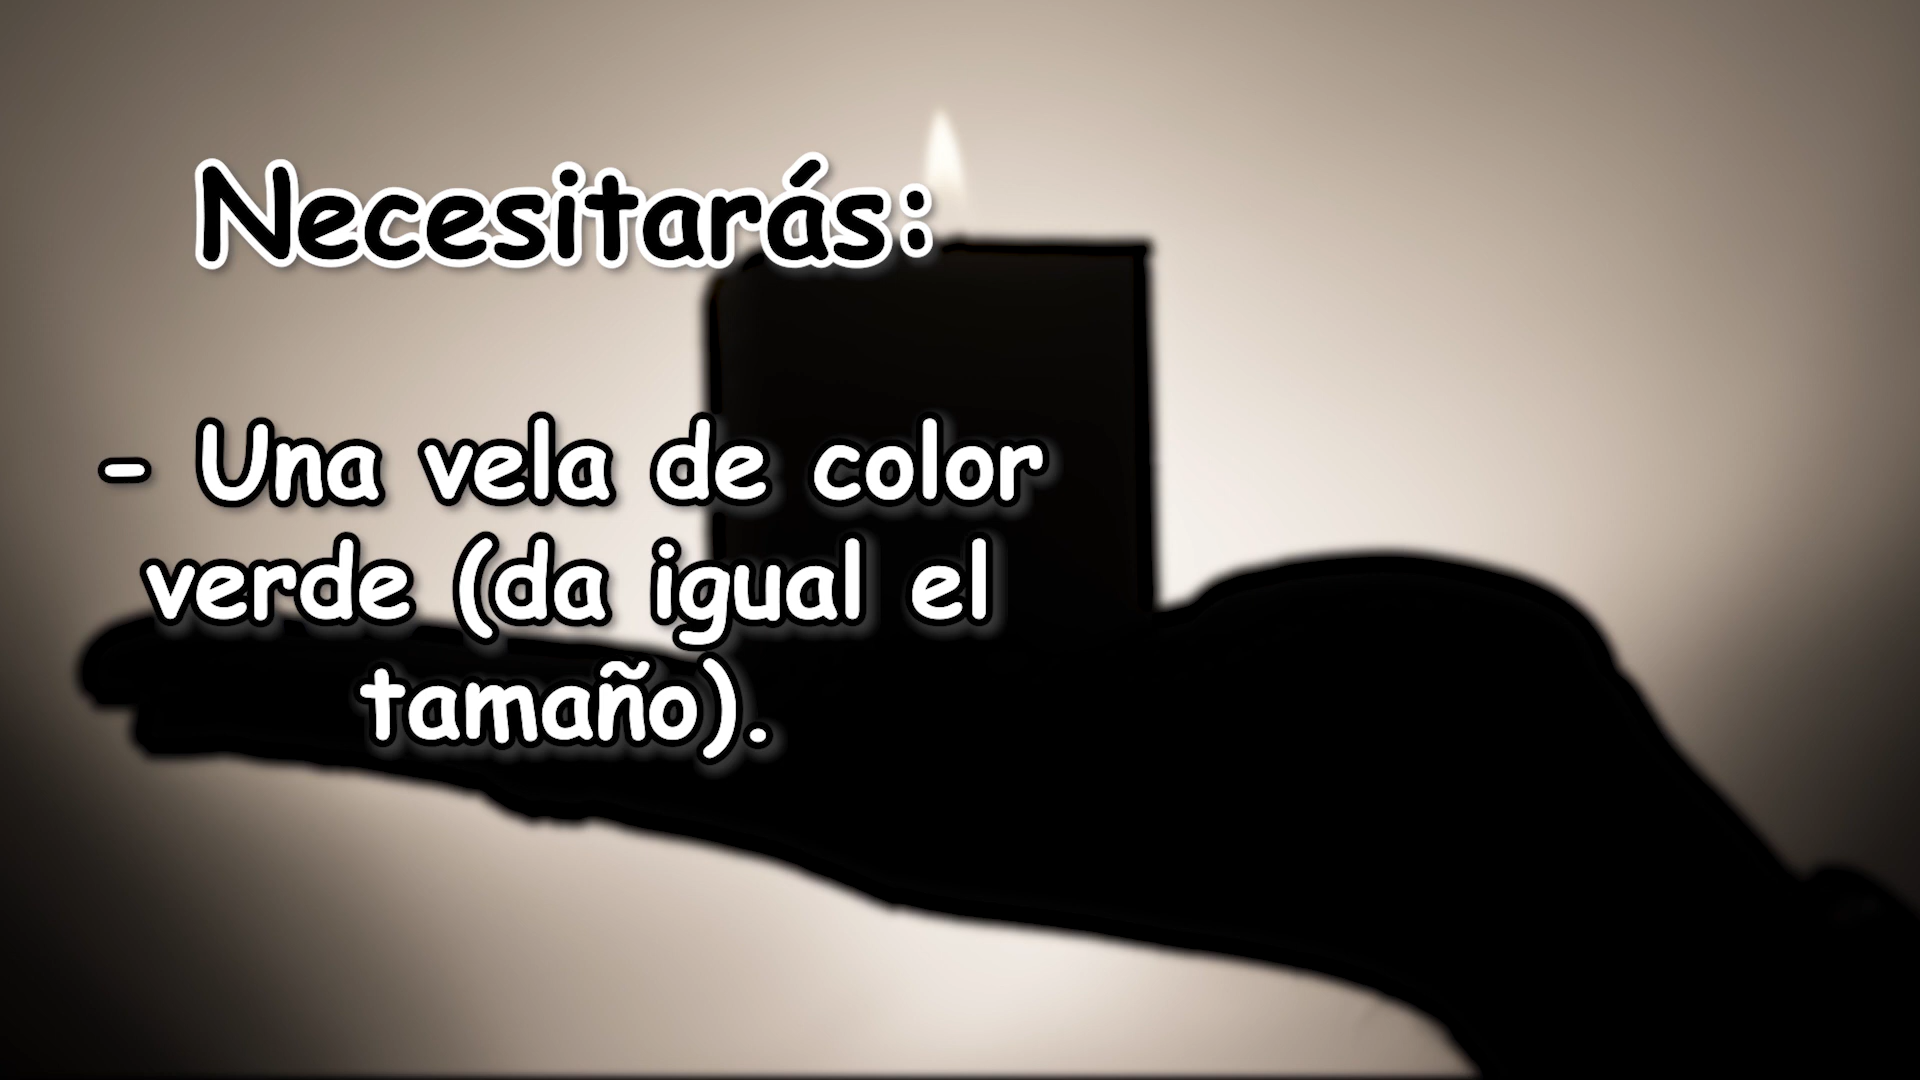 Necesitarás:
- Una vela de color
verde (da igual el
tamaño).